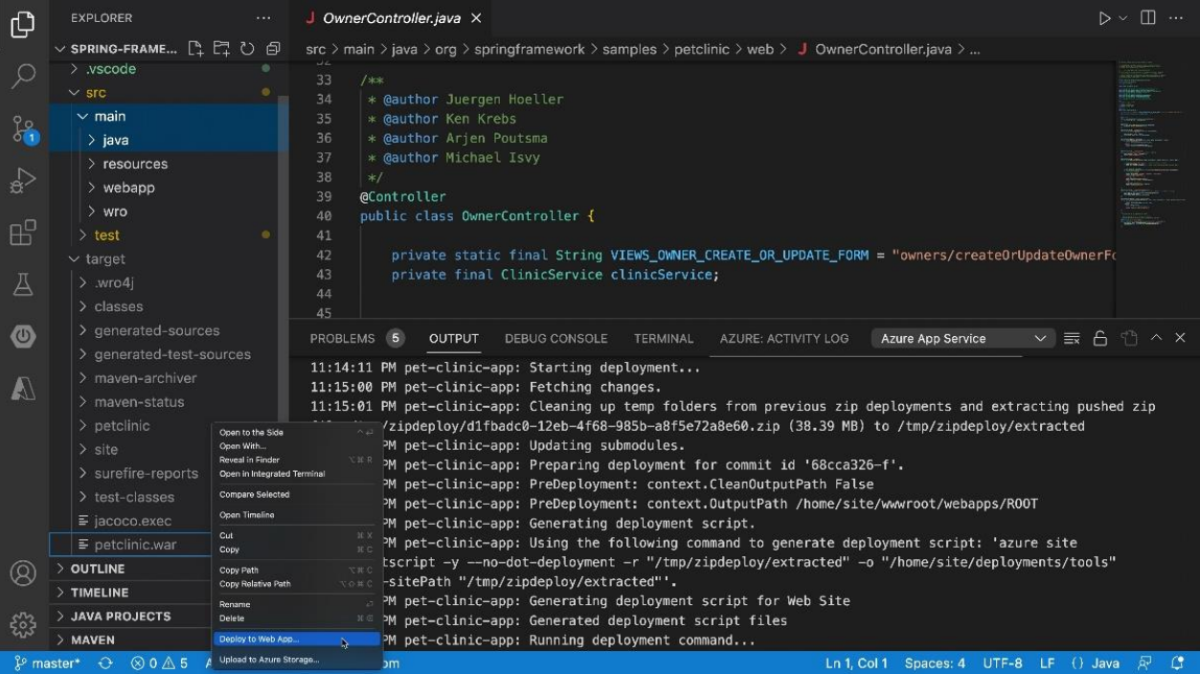 EXPLORER
SPRING-FRAME...
.vscode
src
main
java
resources
webapp
wro
test
target
.wro4j
classes
generated-sources
generated-test-sources
maven-archiver
maven-status
petclinic
site
surefire-reports
test-classes
jacoco.exec
petclinic.war
OUTLINE
TIMELINE
JAVA PROJECTS
MAVEN
1
J OwnerController.java
src > main > java > org > springframework > samples > petclinic > web > J OwnerController.java > ...
32
33 /**
34 * @author Juergen Hoeller
35 * @author Ken Krebs
36 * @author Arjen Poutsma
37 * @author Michael Isvy
38 */
39 @Controller
40 public class OwnerController {
41
42 private static final String VIEWS_OWNER_CREATE_OR_UPDATE_FORM = "owners/createOrUpdateOwnerFo
43 private final ClinicService clinicService;
44
45
PROBLEMS 5 OUTPUT DEBUG CONSOLE TERMINAL AZURE: ACTIVITY LOG Azure App Service
11:14:11 PM pet-clinic-app: Starting deployment...
11:15:00 PM pet-clinic-app: Fetching changes.
11:15:01 PM pet-clinic-app: Cleaning up temp folders from previous zip deployments and extracting pushed zip
/zipdeploy/d1fbadc0-12eb-4f68-985b-a8f5e72a8e60.zip (38.39 MB) to /tmp/zipdeploy/extracted
PM pet-clinic-app: Updating submodules.
PM pet-clinic-app: Preparing deployment for commit id '68cca326-f'.
PM pet-clinic-app: PreDeployment: context.CleanOutputPath False
PM pet-clinic-app: PreDeployment: context.OutputPath /home/site/wwwroot/webapps/ROOT
PM pet-clinic-app: Generating deployment script.
PM pet-clinic-app: Using the following command to generate deployment script: 'azure site
tscript -y --no-dot-deployment -r "/tmp/zipdeploy/extracted" -o "/home/site/deployments/tools"
-sitePath "/tmp/zipdeploy/extracted"'.
PM pet-clinic-app: Generating deployment script for Web Site
PM pet-clinic-app: Generated deployment script files
PM pet-clinic-app: Running deployment command...
Open to the Side
Open With...
Reveal in Finder ⌥⌘R
Open in Integrated Terminal
Compare Selected
Open Timeline
Cut ⌘X
Copy ⌘C
Copy Path ⌥⌘C
Copy Relative Path ⌥⇧⌘C
Rename
Delete
Deploy to Web App...
Upload to Azure Storage...
master* 0 5 A om Ln 1, Col 1 Spaces: 4 UTF-8 LF {} Java